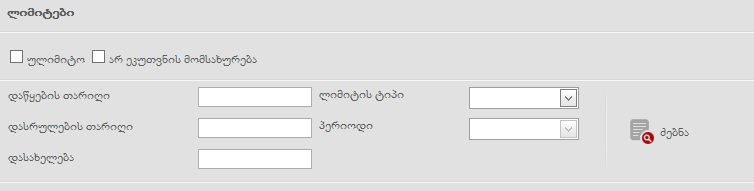 ლიმიტები
ულიმიტო არ ეკუთვნის მომსახურება
დაწყების თარიღი ლიმიტის ტიპი
დასრულების თარიღი პერიოდი ძებნა
დასახელება